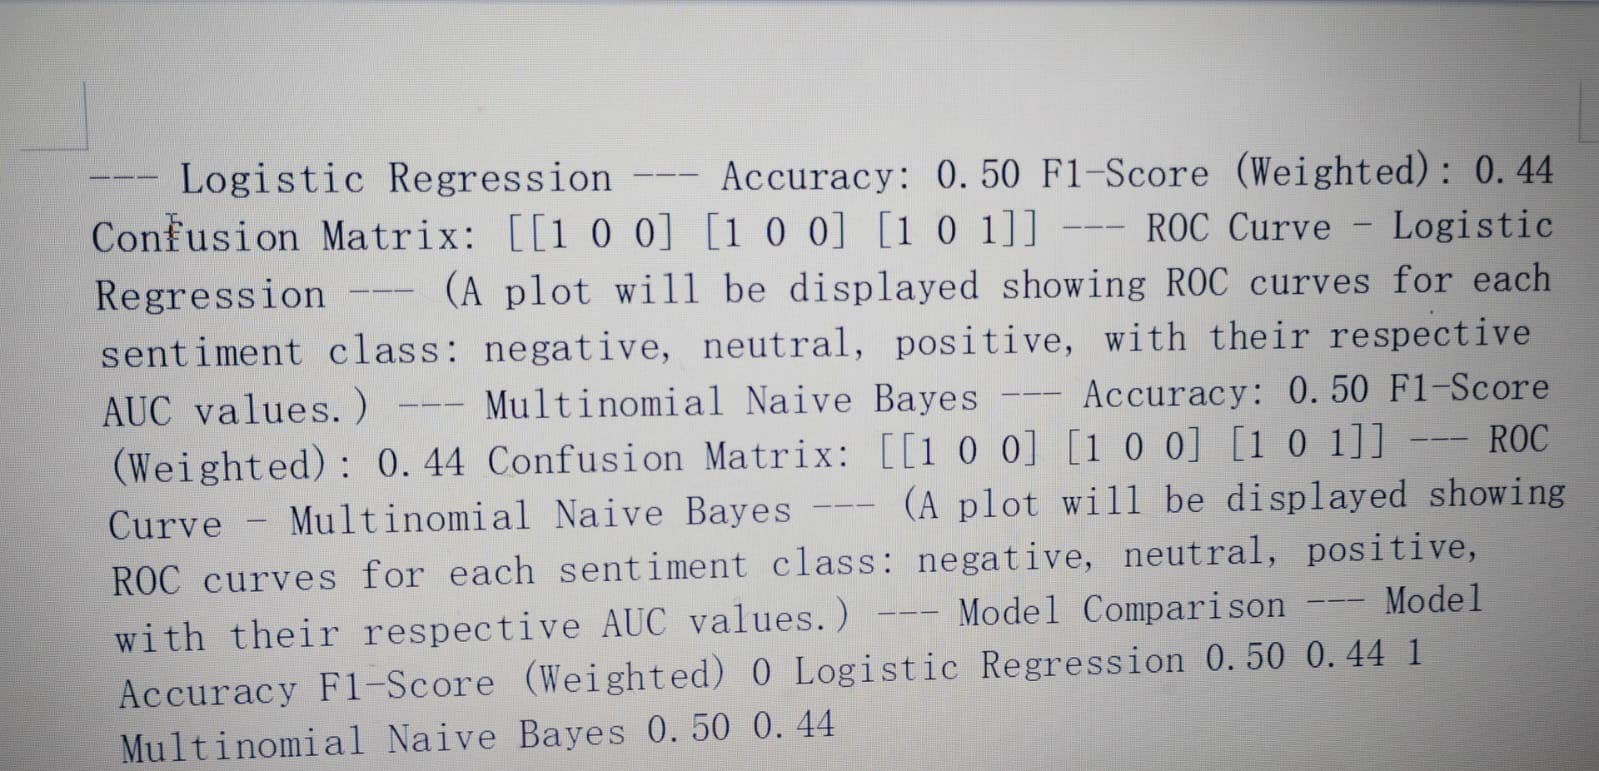 --- Logistic Regression --- Accuracy: 0.50 F1-Score (Weighted): 0.44
Confusion Matrix: [[1 0 0] [1 0 0] [1 0 1]] --- ROC Curve - Logistic
Regression --- (A plot will be displayed showing ROC curves for each
sentiment class: negative, neutral, positive, with their respective
AUC values.) --- Multinomial Naive Bayes --- Accuracy: 0.50 F1-Score
(Weighted): 0.44 Confusion Matrix: [[1 0 0] [1 0 0] [1 0 1]] --- ROC
Curve - Multinomial Naive Bayes --- (A plot will be displayed showing
ROC curves for each sentiment class: negative, neutral, positive,
with their respective AUC values.) --- Model Comparison --- Model
Accuracy F1-Score (Weighted) 0 Logistic Regression 0.50 0.44 1
Multinomial Naive Bayes 0.50 0.44